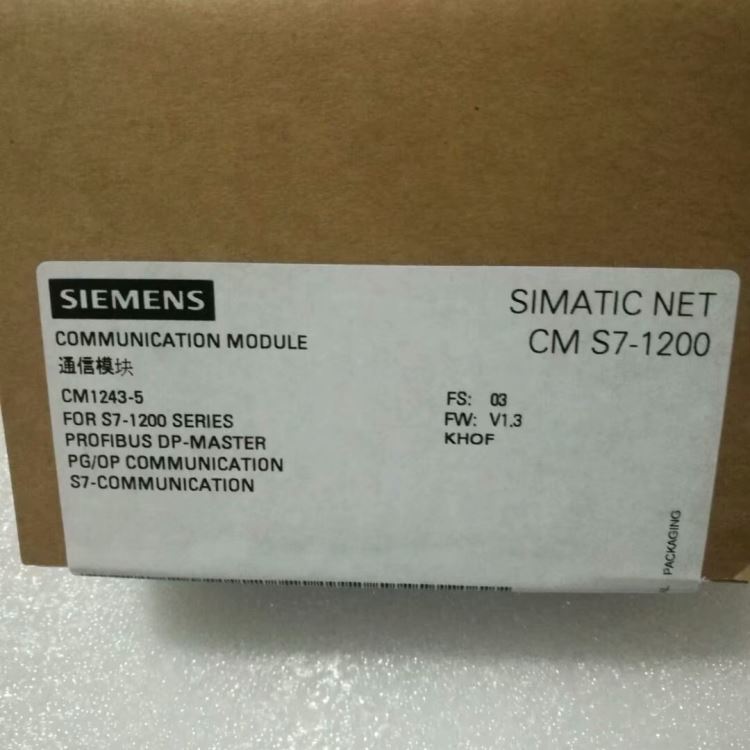 SIEMENS
SIMATIC NET
CM S7-1200
COMMUNICATION MODULE
通信模块
CM1243-5
FOR S7-1200 SERIES
PROFIBUS DP-MASTER
PG/OP COMMUNICATION
S7-COMMUNICATION
FS: 03
FW: V1.3
KHOF
PACKAGING